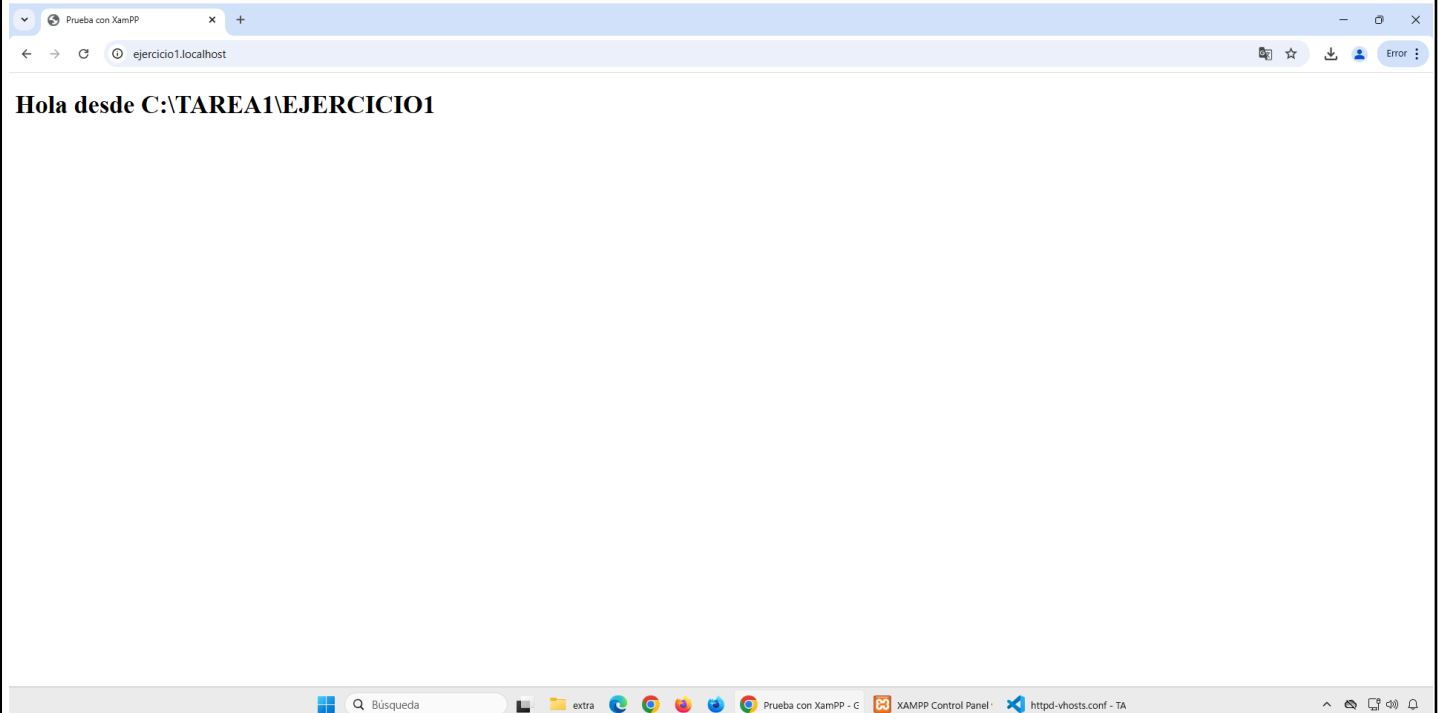 Prueba con XamPP
ejercicio1.localhost
Error
Hola desde C:\TAREA1\EJERCICIO1
Búsqueda
extra
Prueba con XamPP - G
XAMPP Control Panel
httpd-vhosts.conf - TA